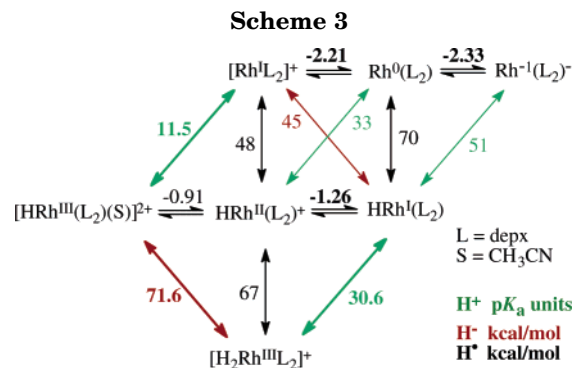 Scheme 3
-2.21 -2.33
[RhᴵL₂]⁺ Rh⁰(L₂) Rh⁻¹(L₂)⁻
11.5 48 45 33 70 51
-0.91 -1.26
[HRhᴵᴵᴵ(L₂)(S)]²⁺ HRhᴵᴵ(L₂)⁺ HRhᴵ(L₂)
L = depx
S = CH₃CN
71.6 67 30.6
H⁺ pKₐ units
H⁻ kcal/mol
H• kcal/mol
[H₂RhᴵᴵᴵL₂]⁺